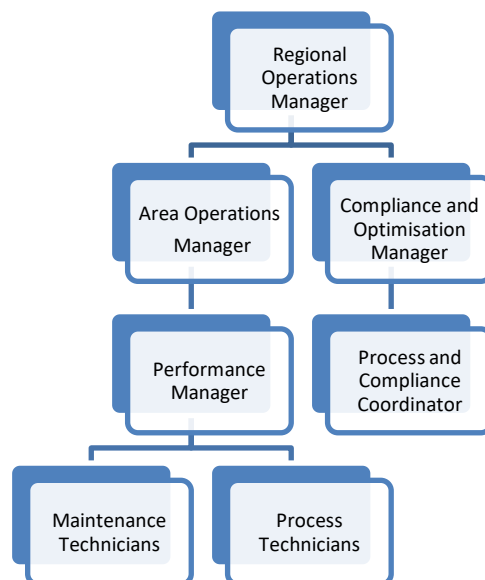 Regional
Operations
Manager
Area Operations
Manager
Compliance and
Optimisation
Manager
Performance
Manager
Process and
Compliance
Coordinator
Maintenance
Technicians
Process
Technicians